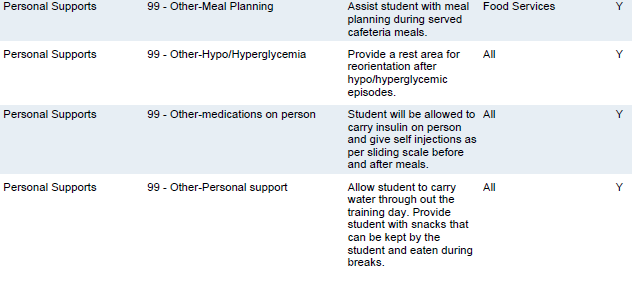 Personal Supports 99 - Other-Meal Planning Assist student with meal Food Services Y
planning during served
cafeteria meals.
Personal Supports 99 - Other-Hypo/Hyperglycemia Provide a rest area for All Y
reorientation after
hypo/hyperglycemic
episodes.
Personal Supports 99 - Other-medications on person Student will be allowed to All Y
carry insulin on person
and give self injections as
per sliding scale before
and after meals.
Personal Supports 99 - Other-Personal support Allow student to carry All Y
water through out the
training day. Provide
student with snacks that
can be kept by the
student and eaten during
breaks.